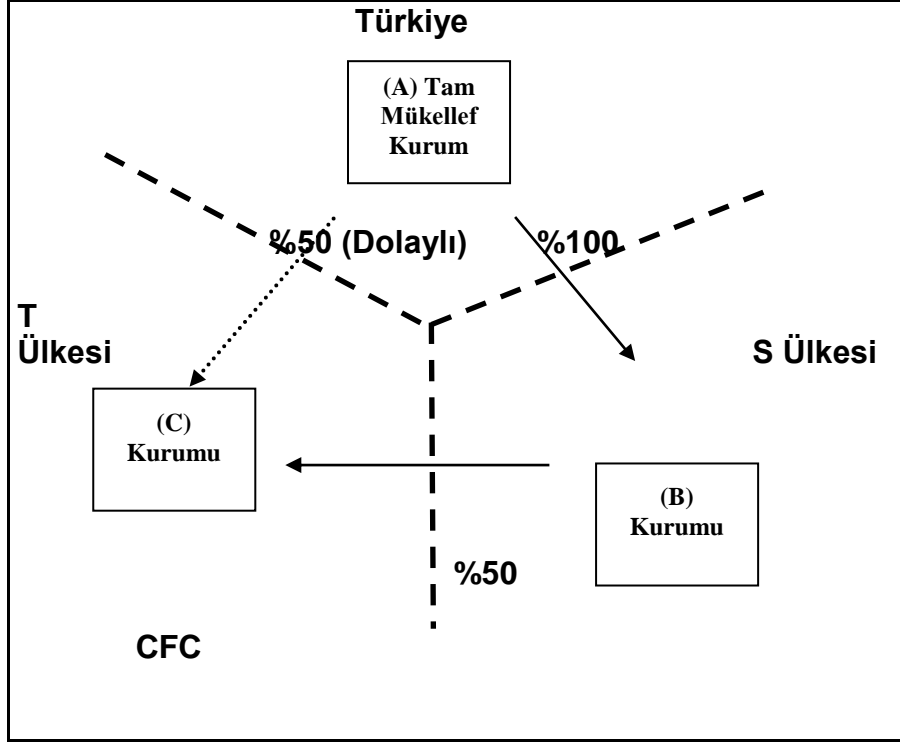 Türkiye
(A) Tam
Mükellef
Kurum
%50 (Dolaylı)
%100
T
Ülkesi
S Ülkesi
(C)
Kurumu
(B)
Kurumu
%50
CFC